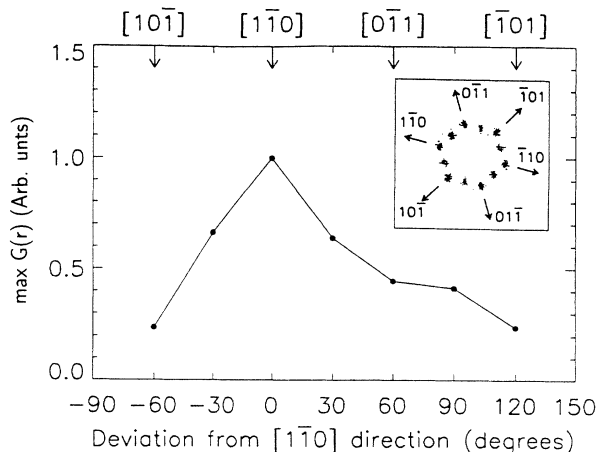 [101̄] [11̄0] [01̄1] [1̄01]
1.5
1.0
0.5
0.0
max G(r) (Arb. unts)
01̄1
1̄01
11̄0
1̄10
101̄
011̄
−90 −60 −30 0 30 60 90 120 150
Deviation from [11̄0] direction (degrees)